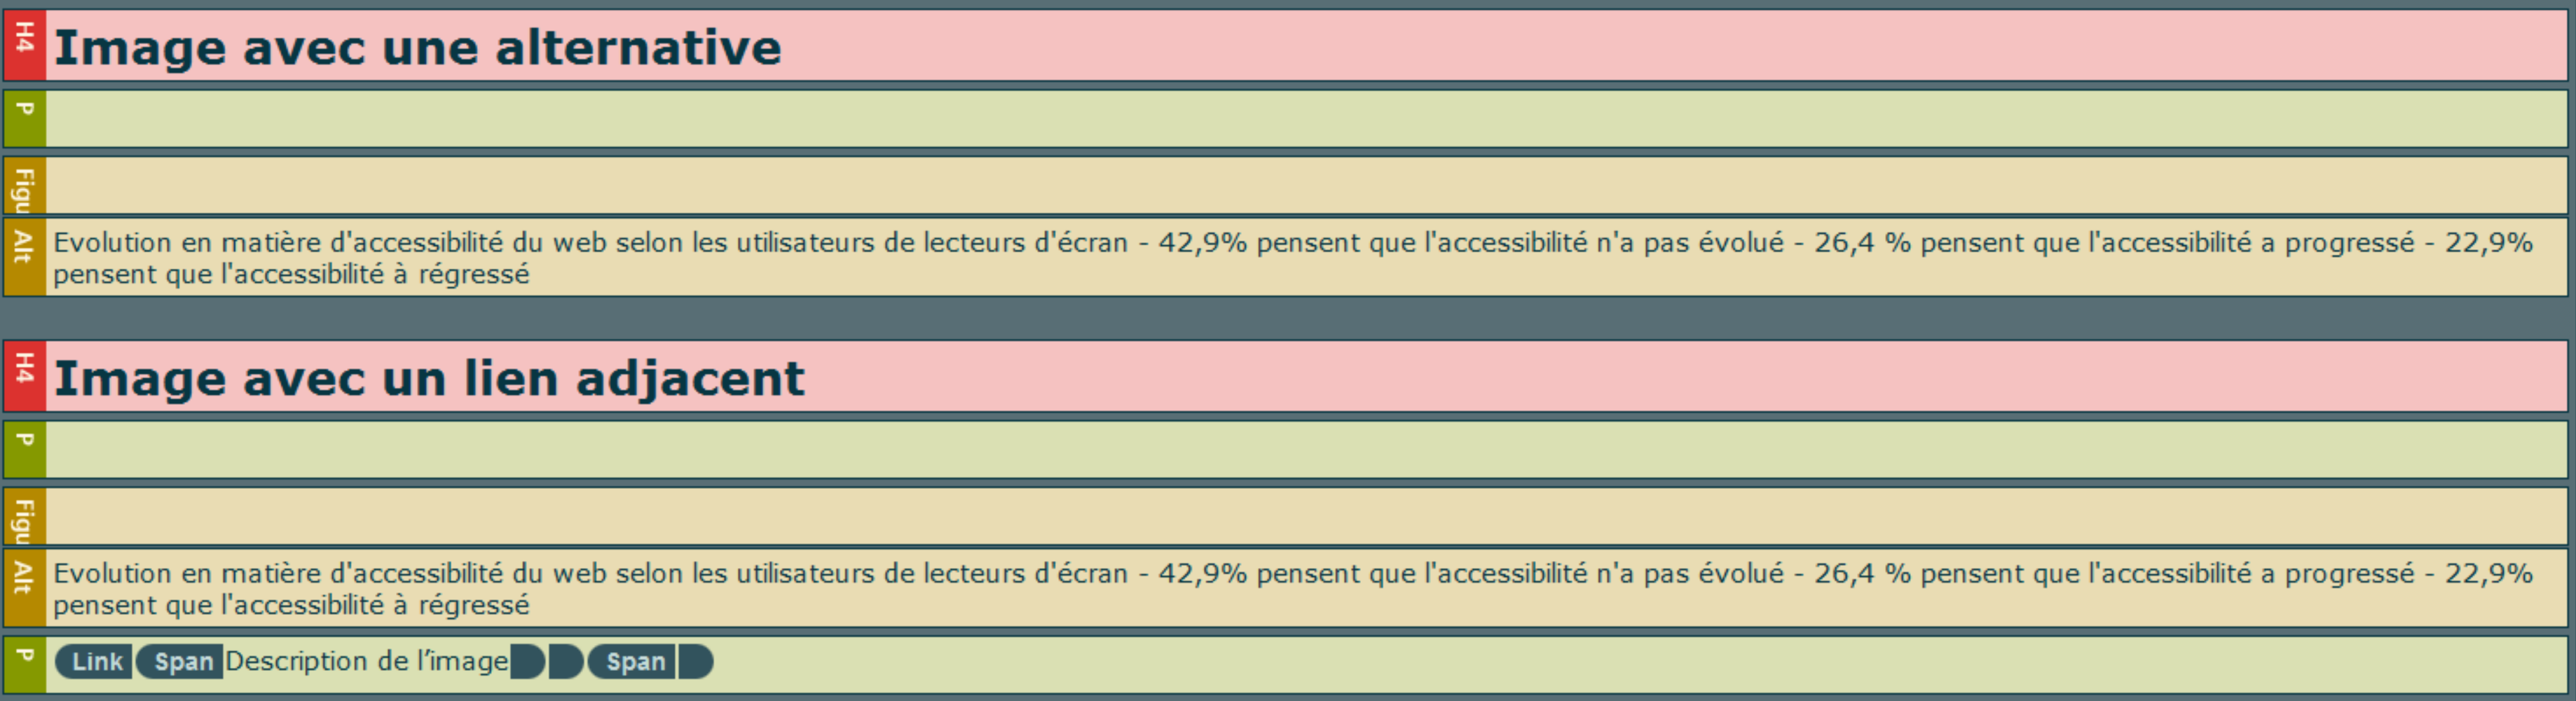 H4 Image avec une alternative
P
Figu
Alt Evolution en matière d'accessibilité du web selon les utilisateurs de lecteurs d'écran - 42,9% pensent que l'accessibilité n'a pas évolué - 26,4 % pensent que l'accessibilité a progressé - 22,9%
pensent que l'accessibilité à régressé
H4 Image avec un lien adjacent
P
Figu
Alt Evolution en matière d'accessibilité du web selon les utilisateurs de lecteurs d'écran - 42,9% pensent que l'accessibilité n'a pas évolué - 26,4 % pensent que l'accessibilité a progressé - 22,9%
pensent que l'accessibilité à régressé
P Link Span Description de l’image Span